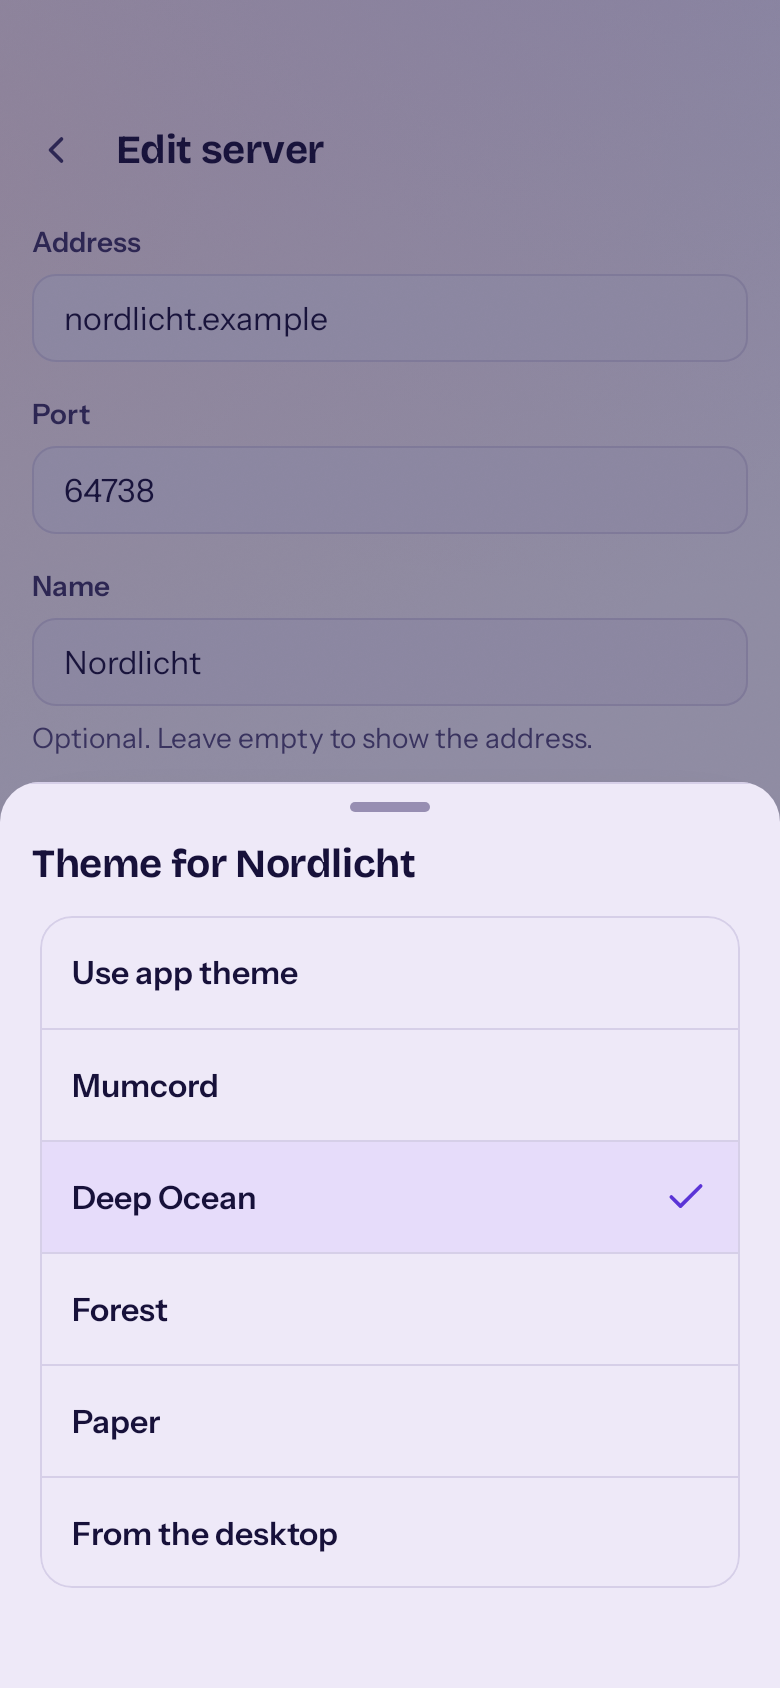 Edit server
Address
nordlicht.example
Port
64738
Name
Nordlicht
Optional. Leave empty to show the address.
Theme for Nordlicht
Use app theme
Mumcord
Deep Ocean
Forest
Paper
From the desktop